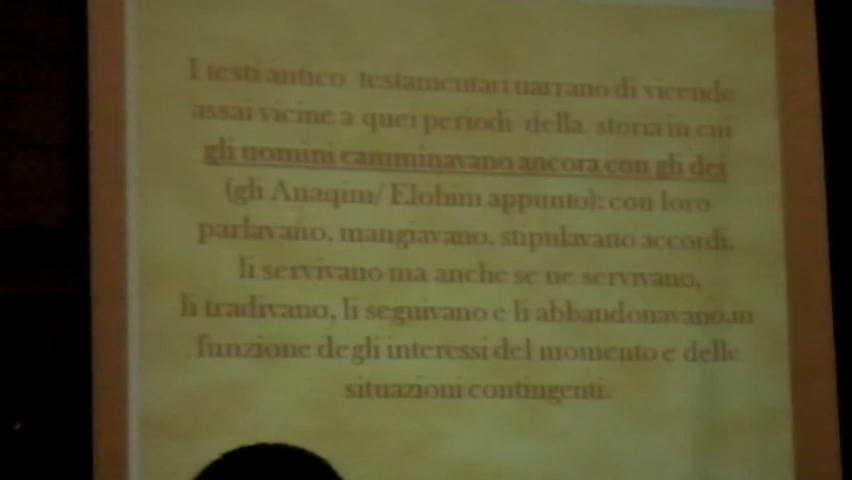 I testi antico testamentari narrano di vicende
assai vicine a quei periodi della storia in cui
gli uomini camminavano ancora con gli dei
(gli Anaqim/ Elohim appunto): con loro
parlavano, mangiavano, stipulavano accordi,
li servivano ma anche se ne servivano,
li tradivano, li seguivano e li abbandonavano,in
funzione degli interessi del momento e delle
situazioni contingenti.